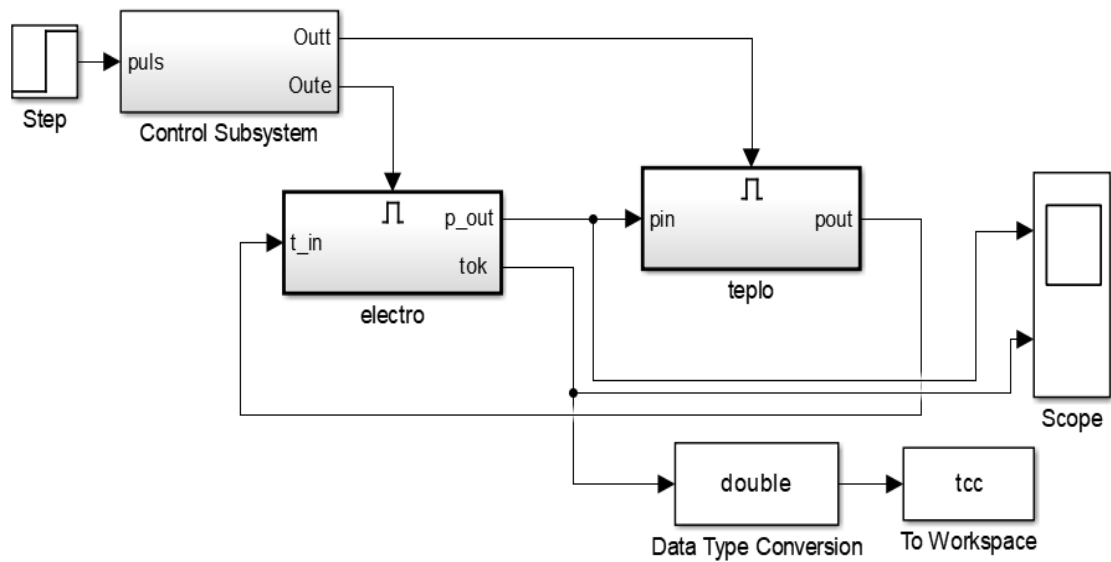 Step
puls
Outt
Oute
Control Subsystem
t_in
p_out
tok
electro
pin
pout
teplo
Scope
double
Data Type Conversion
tcc
To Workspace